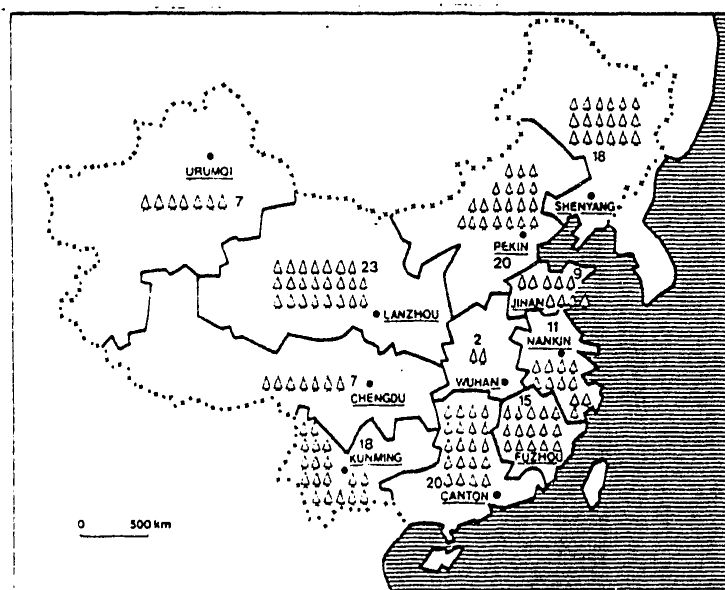 18
URUMQI
7
SHENYANG
PEKIN
20
23
9
JINAN
LANZHOU
11
NANKIN
2
WUHAN
7
CHENGDU
15
18
KUNMING
FUZHOU
20
CANTON
0 500 km